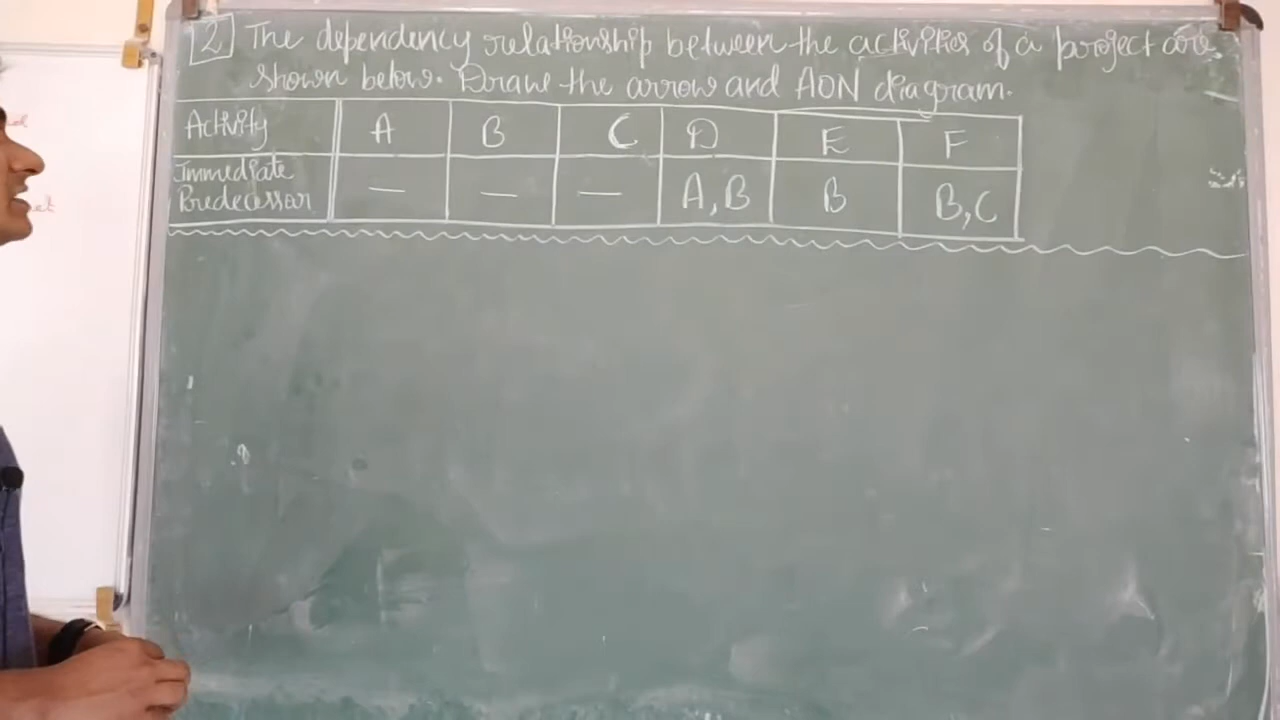 2 The dependency relationship between the activities of a project are
shown below. Draw the arrow and AON diagram.
Activity A B C D E F
Immediate
Predecessor — — — A,B B B,C